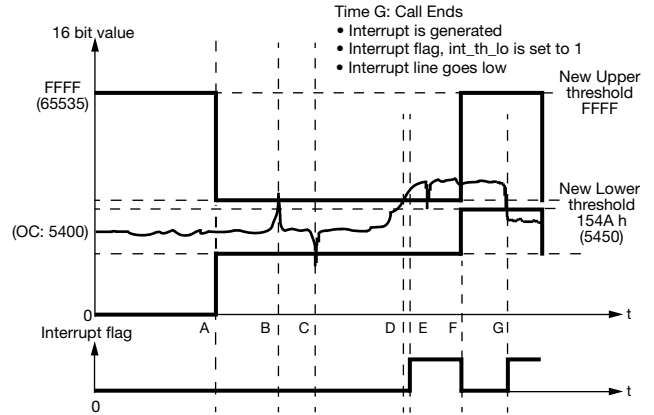 Time G: Call Ends
• Interrupt is generated
• Interrupt flag, int_th_lo is set to 1
• Interrupt line goes low
16 bit value
FFFF
(65535)
New Upper
threshold
FFFF
New Lower
threshold
154A h
(5450)
(OC: 5400)
0
A
B
C
D
E
F
G
t
Interrupt flag
t
0